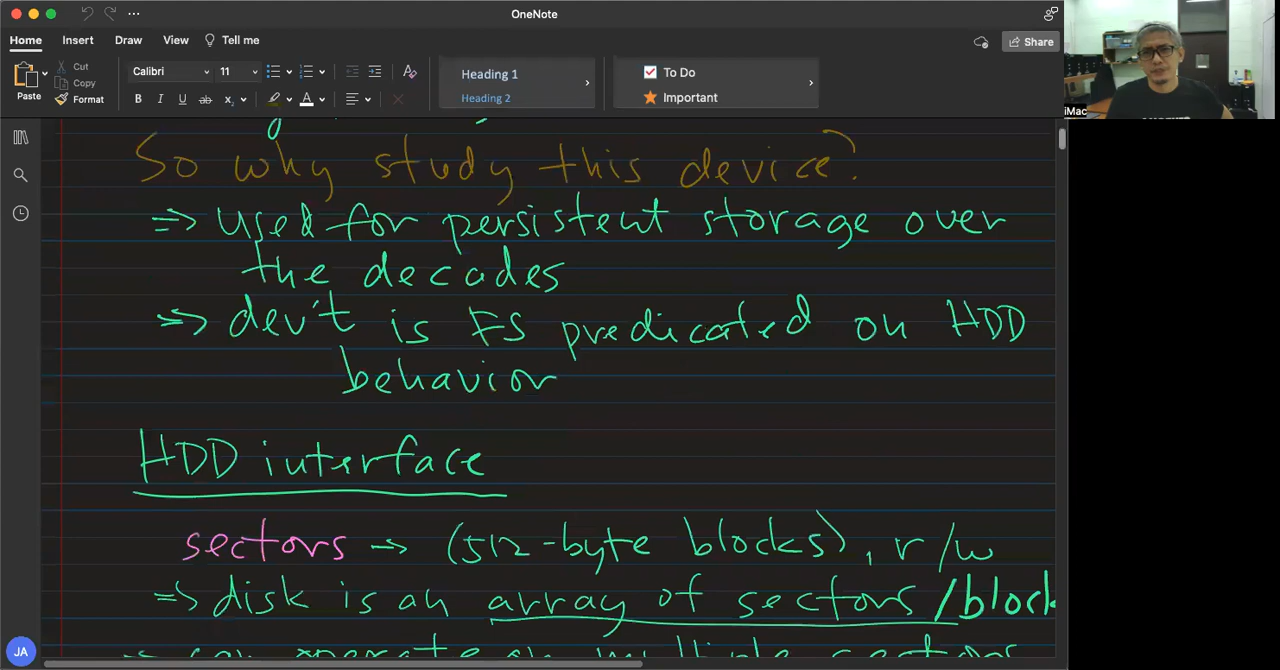 OneNote
Home Insert Draw View Tell me
Share
Paste
Cut
Copy
Format
Calibri 11
B I U ab x
A
Heading 1
Heading 2
To Do
Important
iMac
So why study this device?
=> used for persistent storage over
the decades
=> dev't is FS predicated on HDD
behavior
HDD interface
sectors -> (512-byte blocks), r/w
=> disk is an array of sectors /block
JA